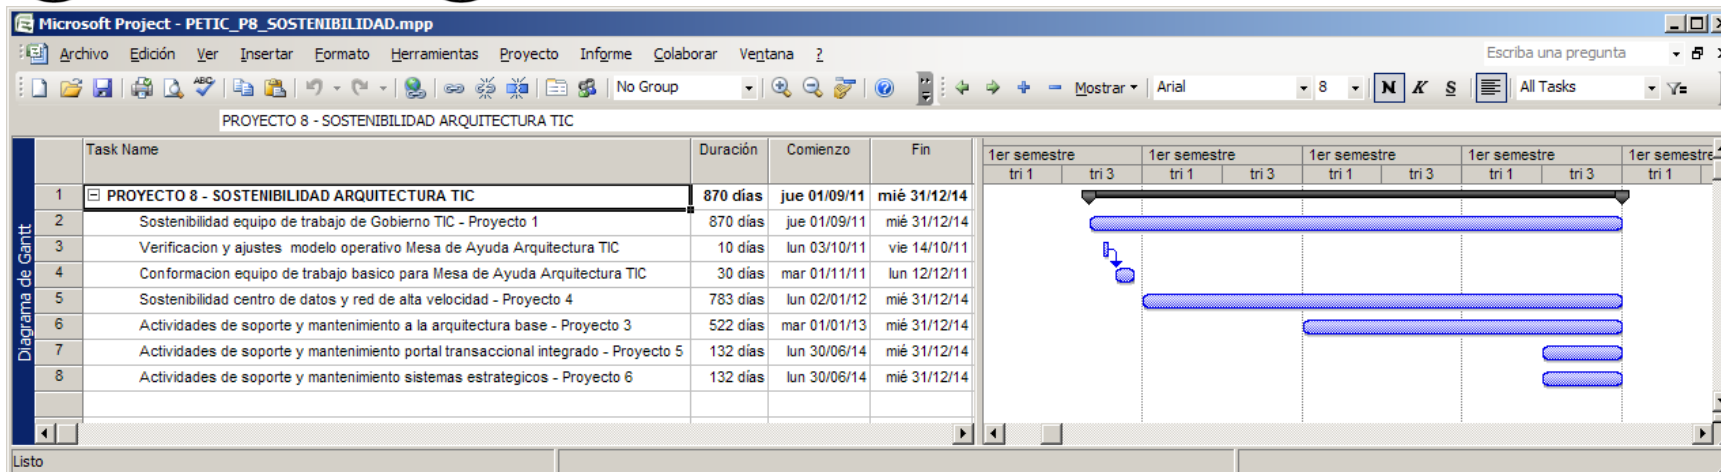 Microsoft Project - PETIC_P8_SOSTENIBILIDAD.mpp
Archivo Edición Ver Insertar Formato Herramientas Proyecto Informe Colaborar Ventana ? Escriba una pregunta
ABC No Group Mostrar Arial 8 N K S All Tasks
PROYECTO 8 - SOSTENIBILIDAD ARQUITECTURA TIC
Task Name Duración Comienzo Fin 1er semestre 1er semestre 1er semestre 1er semestre 1er semestre
tri 1 tri 3 tri 1 tri 3 tri 1 tri 3 tri 1 tri 3 tri 1
1 PROYECTO 8 - SOSTENIBILIDAD ARQUITECTURA TIC 870 días jue 01/09/11 mié 31/12/14
2 Sostenibilidad equipo de trabajo de Gobierno TIC - Proyecto 1 870 días jue 01/09/11 mié 31/12/14
3 Verificacion y ajustes modelo operativo Mesa de Ayuda Arquitectura TIC 10 días lun 03/10/11 vie 14/10/11
4 Conformacion equipo de trabajo basico para Mesa de Ayuda Arquitectura TIC 30 días mar 01/11/11 lun 12/12/11
5 Sostenibilidad centro de datos y red de alta velocidad - Proyecto 4 783 días lun 02/01/12 mié 31/12/14
6 Actividades de soporte y mantenimiento a la arquitectura base - Proyecto 3 522 días mar 01/01/13 mié 31/12/14
7 Actividades de soporte y mantenimiento portal transaccional integrado - Proyecto 5 132 días lun 30/06/14 mié 31/12/14
8 Actividades de soporte y mantenimiento sistemas estrategicos - Proyecto 6 132 días lun 30/06/14 mié 31/12/14
Diagrama de Gantt
Listo